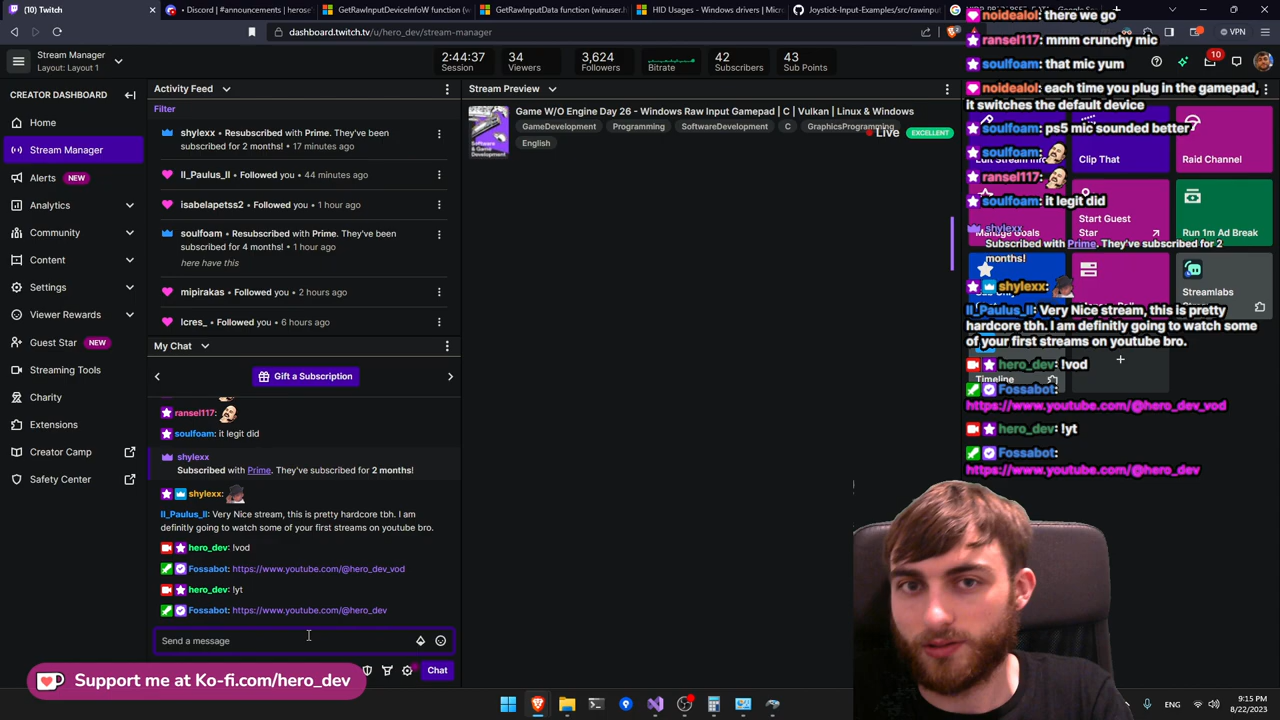 (10) Twitch
Discord | #announcements | herose
GetRawInputDeviceInfoW function (w
GetRawInputData function (winuser.h
HID Usages - Windows drivers | Micr
Joystick-Input-Examples/src/rawinp
dashboard.twitch.tv/u/hero_dev/stream-manager
VPN
Stream Manager
Layout: Layout 1
2:44:37
Session
34
Viewers
3,624
Followers
Bitrate
42
Subscribers
43
Sub Points
10
CREATOR DASHBOARD
Home
Stream Manager
Alerts NEW
Analytics
Community
Content
Settings
Viewer Rewards
Guest Star NEW
Streaming Tools
Charity
Extensions
Creator Camp
Safety Center
Activity Feed
Filter
shylexx • Resubscribed with Prime. They've been
months! • 17 minutes ago
II_Paulus_II • Followed you • 44 minutes ago
isabelapetss2 • Followed you • 1 hour ago
soulfoam • Resubscribed with Prime. They've been
subscribed for 4 months! • 1 hour ago
here have this
mipirakas • Followed you • 2 hours ago
lcres_ • Followed you • 6 hours ago
My Chat
Gift a Subscription
ransel117:
soulfoam: it legit did
shylexx
Subscribed with Prime. They've subscribed for 2 months!
shylexx:
II_Paulus_II: Very Nice stream, this is pretty hardcore tbh. I am
definitly going to watch some of your first streams on youtube bro.
hero_dev: !vod
Fossabot: https://www.youtube.com/@hero_dev_vod
hero_dev: !yt
Fossabot: https://www.youtube.com/@hero_dev
Send a message
Chat
Support me at Ko-fi.com/hero_dev
Stream Preview
Game W/O Engine Day 26 - Windows Raw Input Gamepad | C | Vulkan | Linux & Windows
GameDevelopment
Programming
SoftwareDevelopment
C
GraphicsProgramming
English
Live
EXCELLENT
noidealol: there we go
ransel117: mmm crunchy mic
soulfoam: that mic yum
noidealol: each time you plug in the gamepad,
it switches the default device
soulfoam: ps5 mic sounded better
soulfoam:
ransel117:
soulfoam: it legit did
shylexx
Subscribed with Prime. They've subscribed for 2
months!
shylexx:
II_Paulus_II: Very Nice stream, this is pretty
hardcore tbh. I am definitly going to watch some
of your first streams on youtube bro.
hero_dev: !vod
Fossabot:
https://www.youtube.com/@hero_dev_vod
hero_dev: !yt
Fossabot:
https://www.youtube.com/@hero_dev
Edit Stream Info
Clip That
Raid Channel
Manage Goals
Start Guest
Star
Run 1m Ad Break
Streamlabs
Timeline
ENG
9:15 PM
8/22/2023